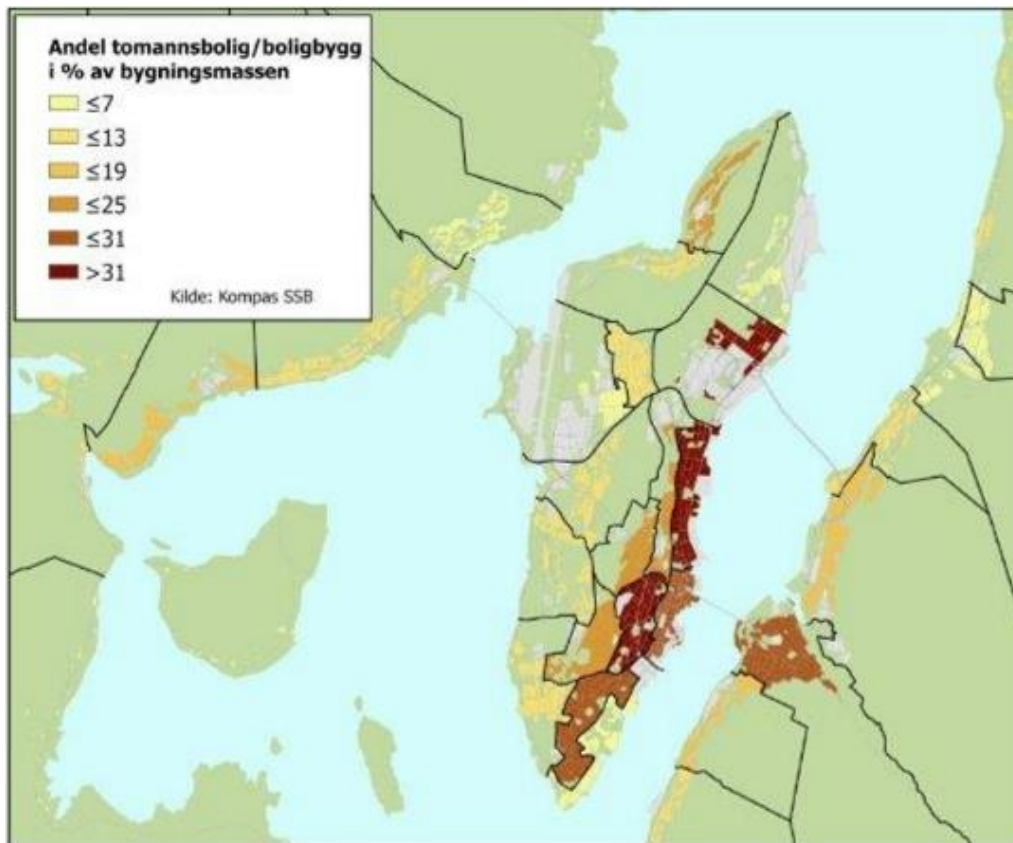 Andel tomannsbolig/boligbygg
i % av bygningsmassen
≤7
≤13
≤19
≤25
≤31
>31
Kilde: Kompas SSB